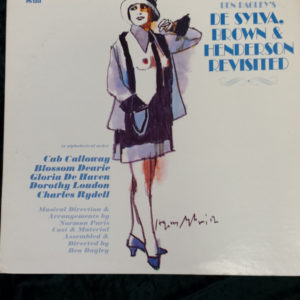 BEN BAGLEY'S
DE SYLVA,
BROWN &
HENDERSON
REVISITED
in alphabetical order
Cab Calloway
Blossom Dearie
Gloria De Haven
Dorothy Loudon
Charles Rydell
Musical Direction &
Arrangements by
Norman Paris
Cast & Material
Assembled &
Directed by
Ben Bagley